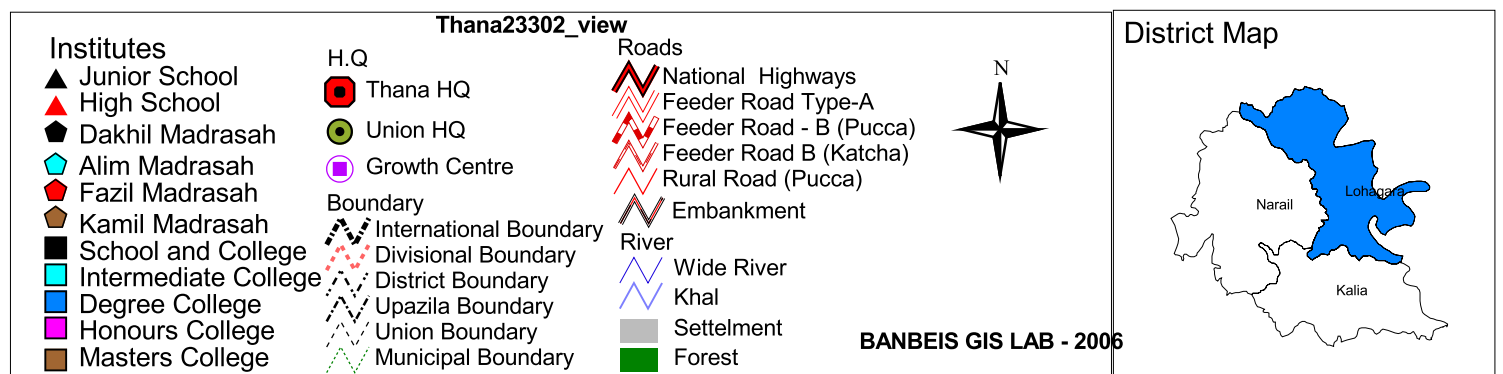 Thana23302_view
Institutes
Junior School
High School
Dakhil Madrasah
Alim Madrasah
Fazil Madrasah
Kamil Madrasah
School and College
Intermediate College
Degree College
Honours College
Masters College
H.Q
Thana HQ
Union HQ
Growth Centre
Boundary
International Boundary
Divisional Boundary
District Boundary
Upazila Boundary
Union Boundary
Municipal Boundary
Roads
National Highways
Feeder Road Type-A
Feeder Road - B (Pucca)
Feeder Road B (Katcha)
Rural Road (Pucca)
Embankment
River
Wide River
Khal
Settelment
Forest
N
BANBEIS GIS LAB - 2006
District Map
Lohagara
Narail
Kalia